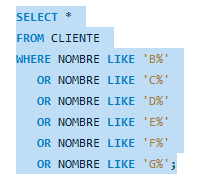 SELECT *
FROM CLIENTE
WHERE NOMBRE LIKE 'B%'
OR NOMBRE LIKE 'C%'
OR NOMBRE LIKE 'D%'
OR NOMBRE LIKE 'E%'
OR NOMBRE LIKE 'F%'
OR NOMBRE LIKE 'G%';